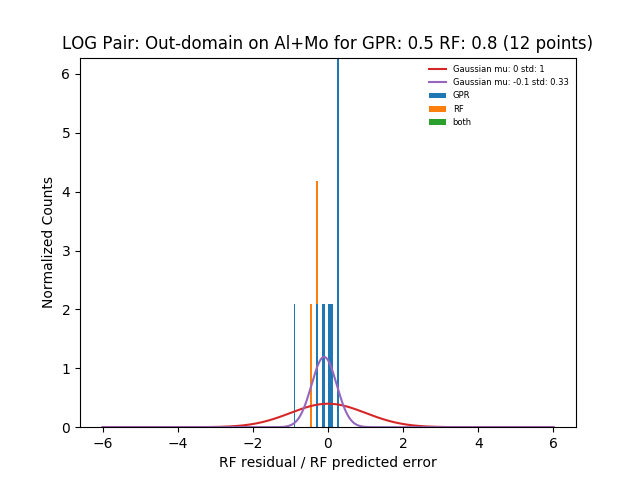 LOG Pair: Out-domain on Al+Mo for GPR: 0.5 RF: 0.8 (12 points)
Gaussian mu: 0 std: 1
Gaussian mu: -0.1 std: 0.33
GPR
RF
both
Normalized Counts
6
5
4
3
2
1
0
−6
−4
−2
0
2
4
6
RF residual / RF predicted error